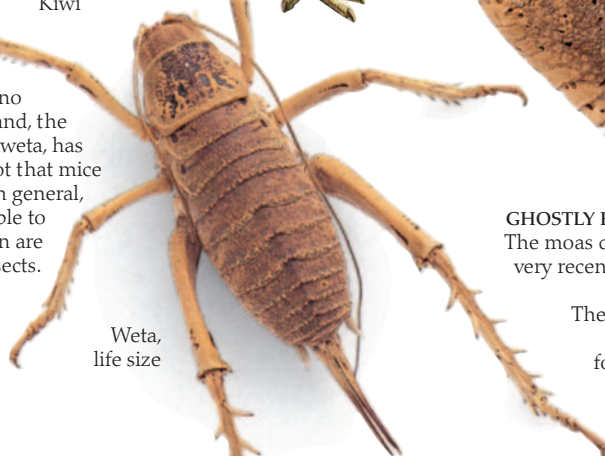 Kiwi
no
and, the
weta, has
ot that mice
n general,
ble to
n are
sects.
Weta,
life size
GHOSTLY
The moas
very recen
The
fo